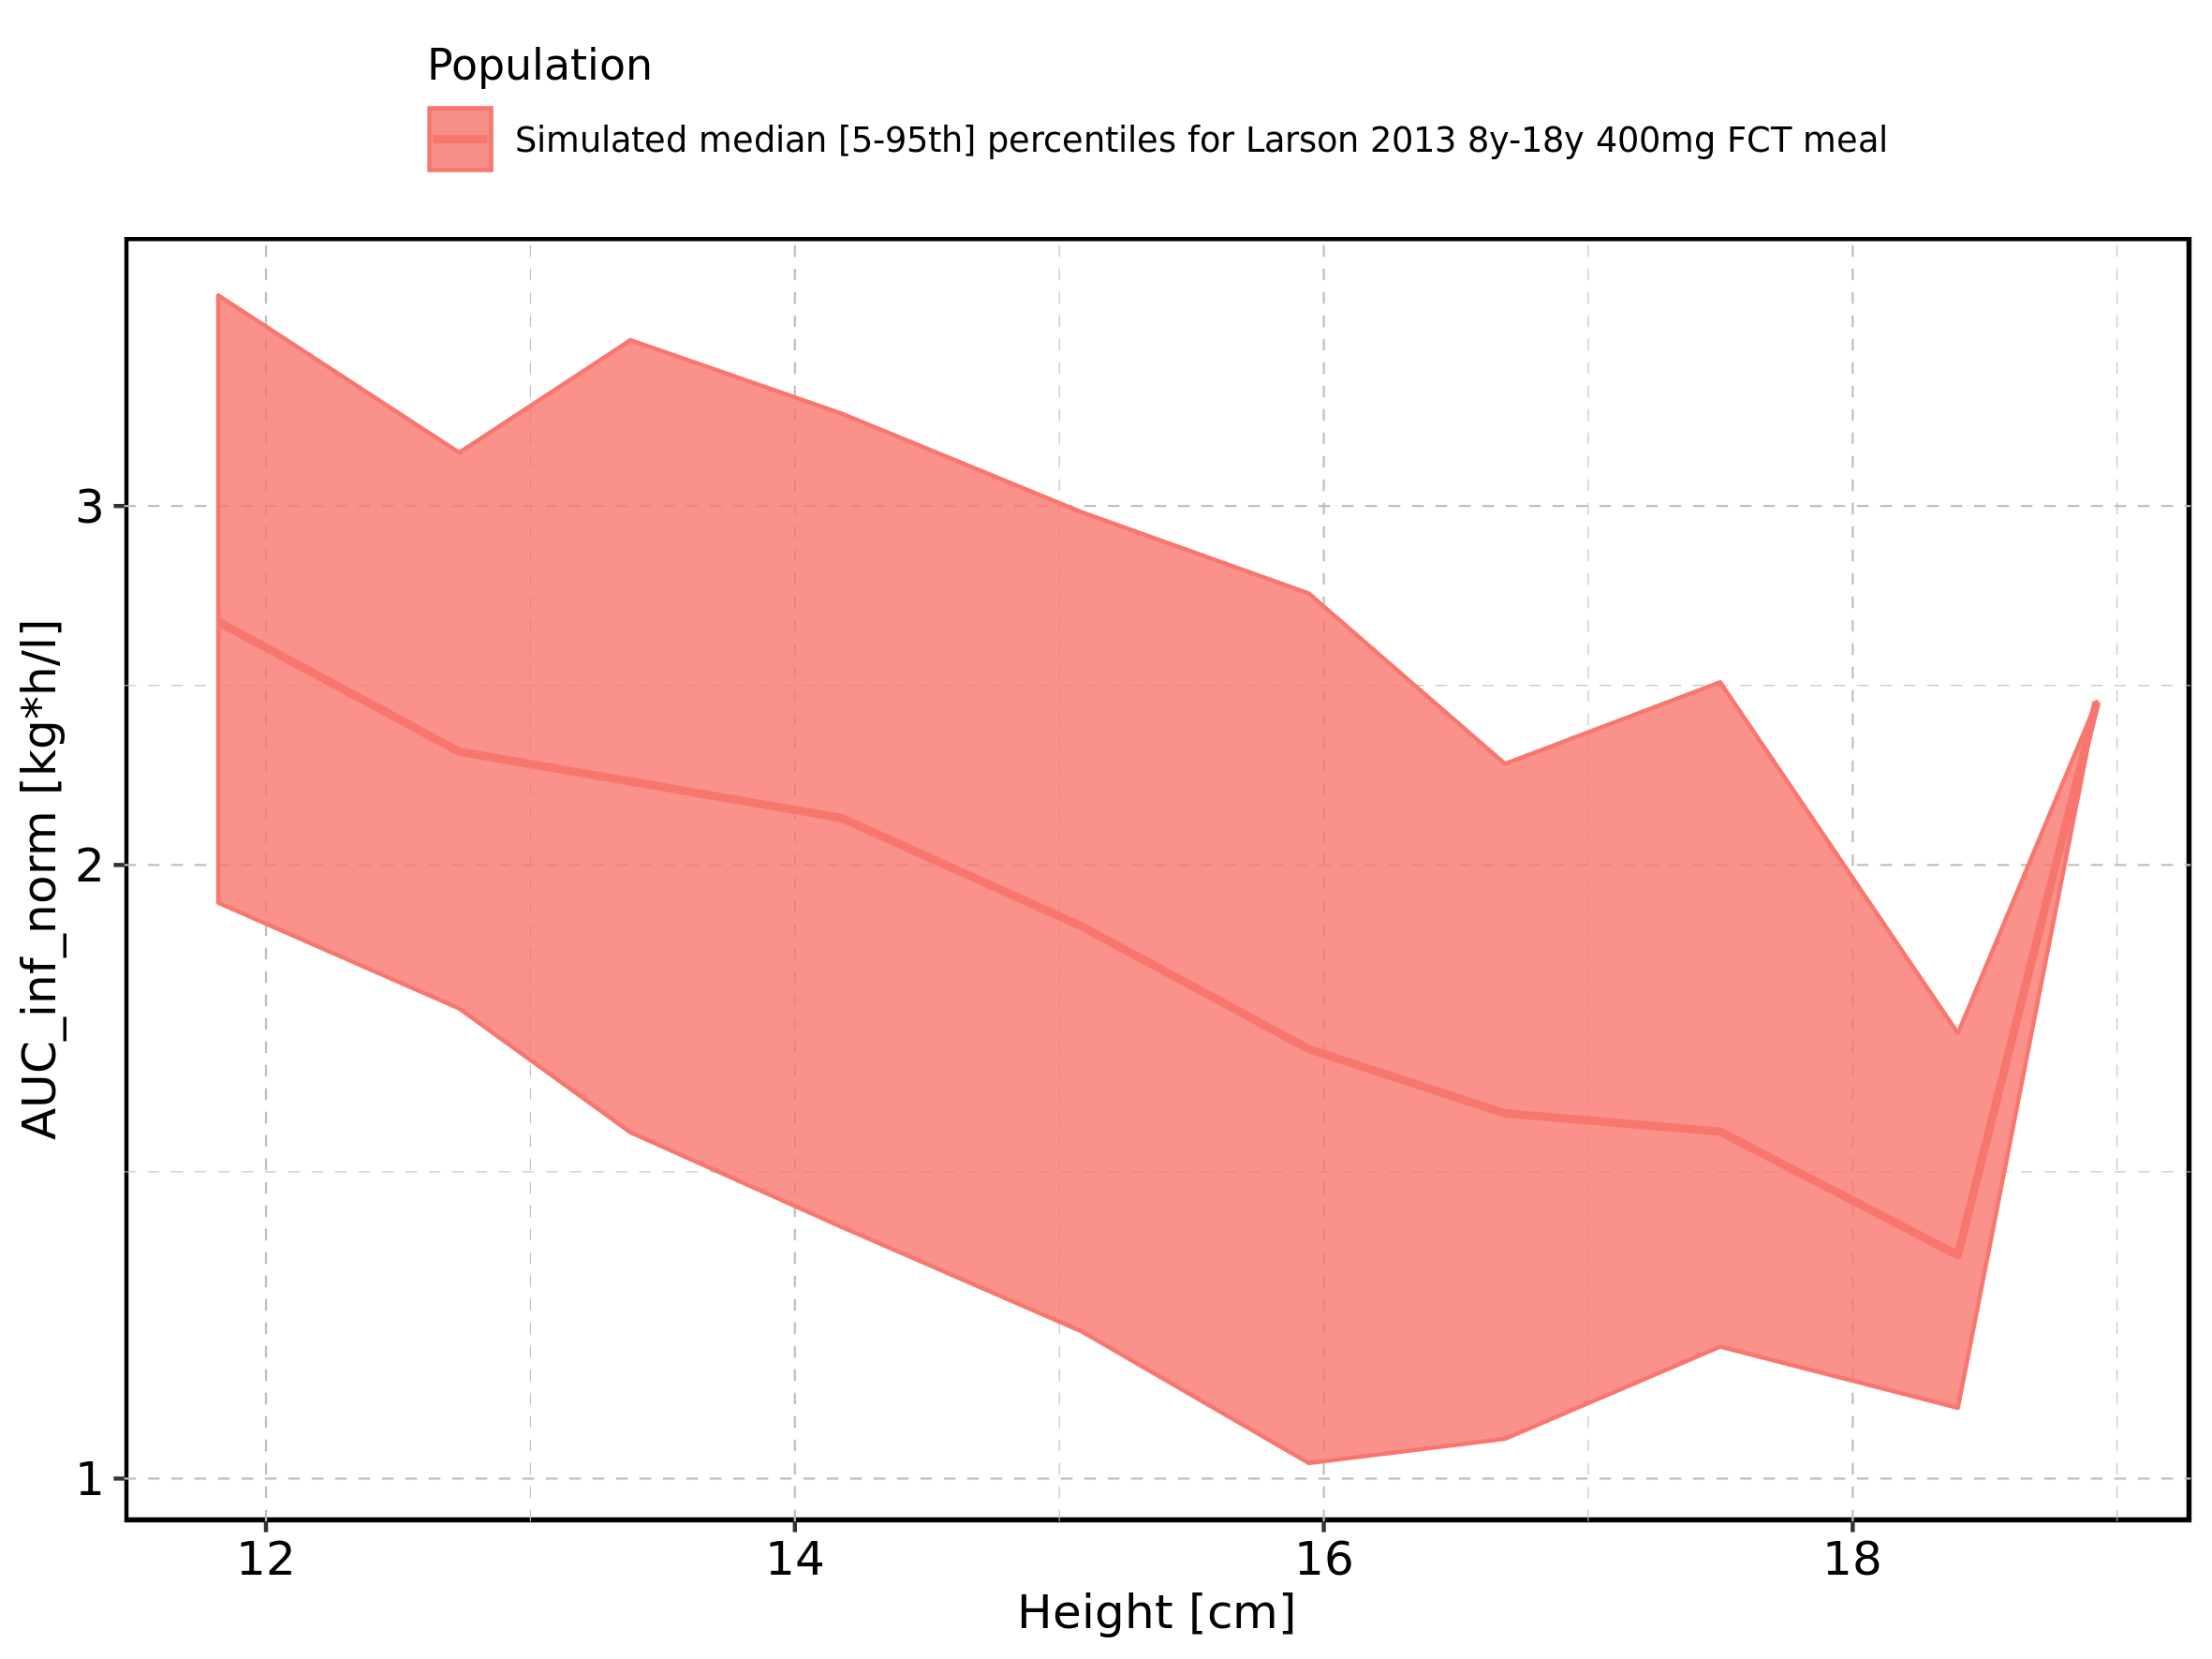 Population
Simulated median [5-95th] percentiles for Larson 2013 8y-18y 400mg FCT meal
AUC_inf_norm [kg*h/l]
3
2
1
12 14 16 18
Height [cm]